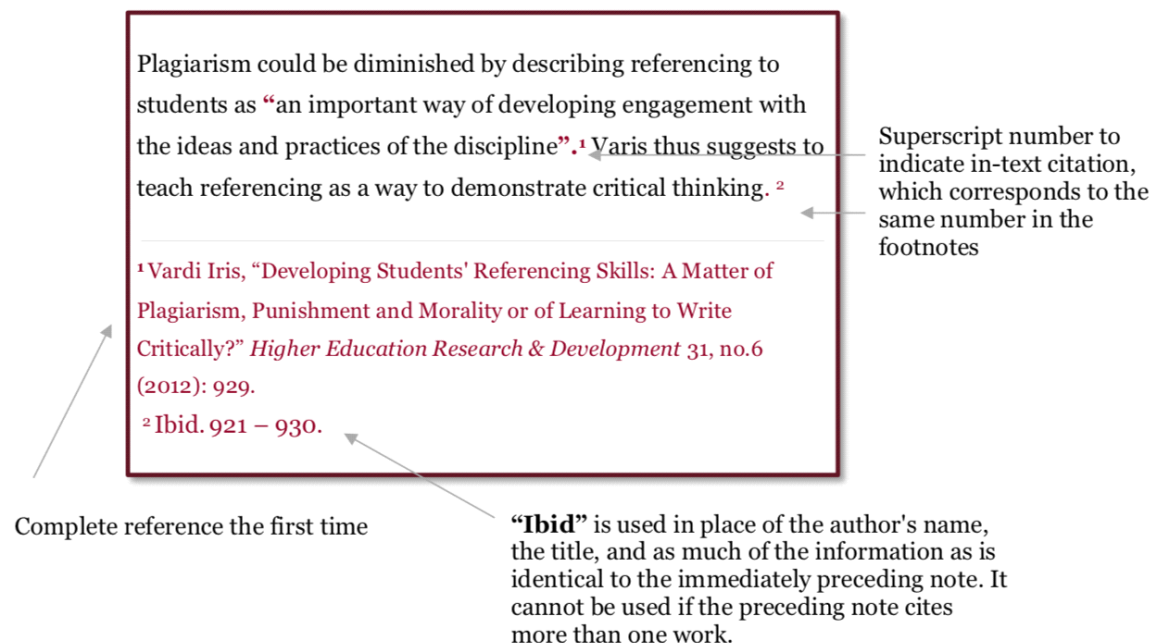 Plagiarism could be diminished by describing referencing to
students as “an important way of developing engagement with
the ideas and practices of the discipline”.¹ Varis thus suggests to
teach referencing as a way to demonstrate critical thinking. ²
Superscript number to
indicate in-text citation,
which corresponds to the
same number in the
footnotes
¹ Vardi Iris, “Developing Students' Referencing Skills: A Matter of
Plagiarism, Punishment and Morality or of Learning to Write
Critically?” Higher Education Research & Development 31, no.6
(2012): 929.
² Ibid. 921 – 930.
Complete reference the first time
“Ibid” is used in place of the author's name,
the title, and as much of the information as is
identical to the immediately preceding note. It
cannot be used if the preceding note cites
more than one work.